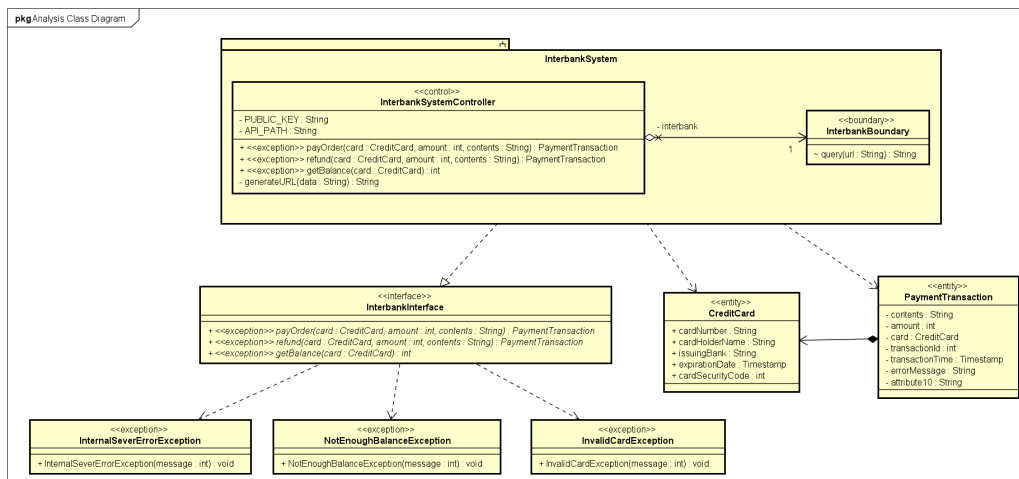 pkg Analysis Class Diagram
InterbankSystem
<<control>>
InterbankSystemController
- PUBLIC_KEY : String
- API_PATH : String
+ <<exception>> payOrder(card : CreditCard, amount : int, contents : String) : PaymentTransaction
+ <<exception>> refund(card : CreditCard, amount : int, contents : String) : PaymentTransaction
+ <<exception>> getBalance(card : CreditCard) : int
- generateURL(data : String) : String
- interbank
1
<<boundary>>
InterbankBoundary
~ query(url : String) : String
<<interface>>
InterbankInterface
+ <<exception>> payOrder(card : CreditCard, amount : int, contents : String) : PaymentTransaction
+ <<exception>> refund(card : CreditCard, amount : int, contents : String) : PaymentTransaction
+ <<exception>> getBalance(card : CreditCard) : int
<<entity>>
CreditCard
+ cardNumber : String
+ cardHolderName : String
+ issuingBank : String
+ expirationDate : Timestamp
+ cardSecurityCode : int
<<entity>>
PaymentTransaction
- contents : String
- amount : int
- card : CreditCard
- transactionId : int
- transactionTime : Timestamp
- errorMessage : String
- attribute10 : String
<<exception>>
InternalSeverErrorException
+ InternalSeverErrorException(message : int) : void
<<exception>>
NotEnoughBalanceException
+ NotEnoughBalanceException(message : int) : void
<<exception>>
InvalidCardException
+ InvalidCardException(message : int) : void